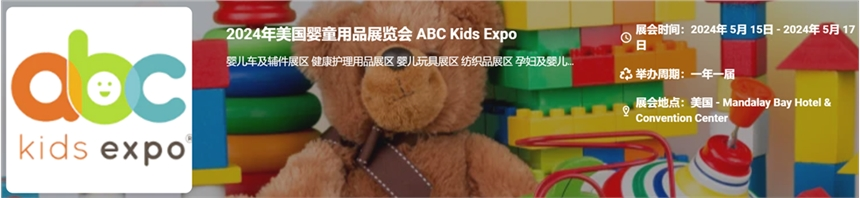 abc
kids expo®
2024年美国婴童用品展览会 ABC Kids Expo
婴儿车及辅件展区 健康护理用品展区 婴儿玩具展区 纺织品展区 孕妇及婴儿...
展会时间：2024年 5月 15日 - 2024年 5月 17
日
举办周期：一年一届
展会地点：美国 - Mandalay Bay Hotel &
Convention Center